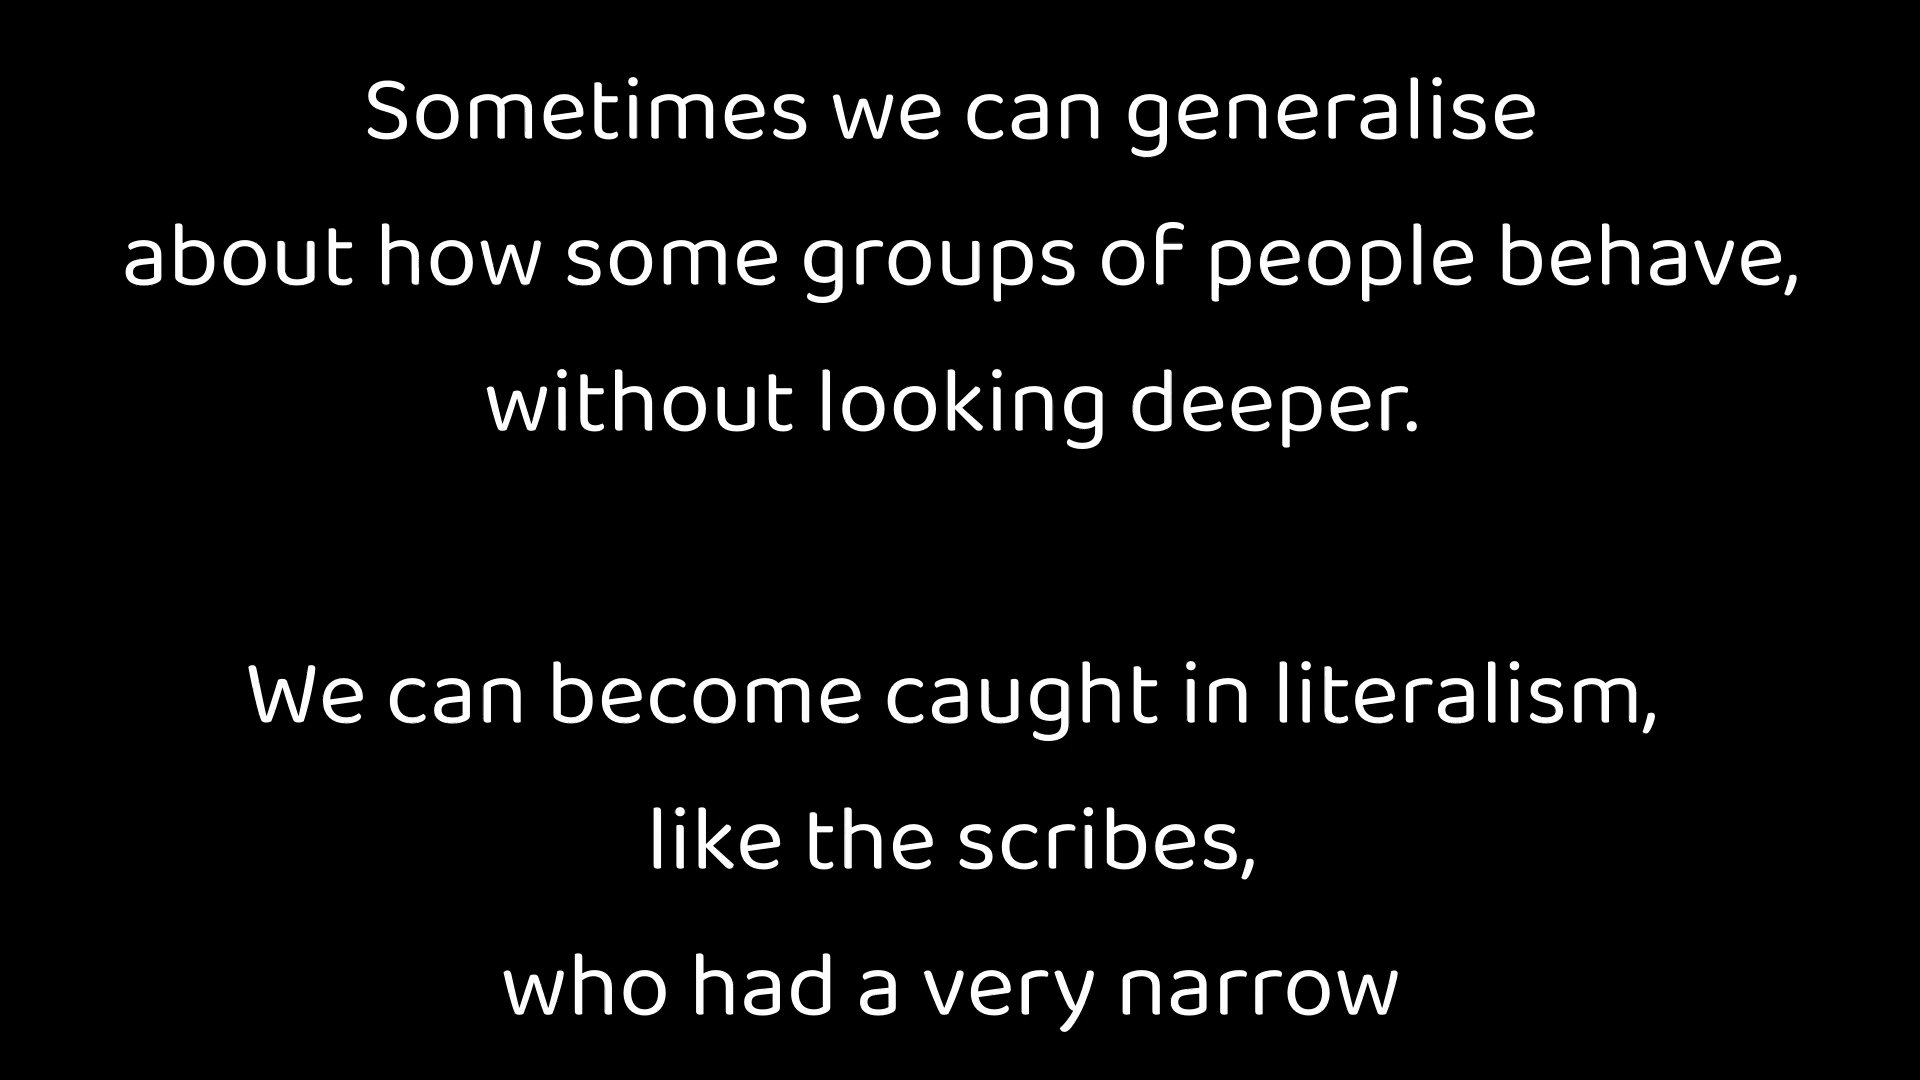 Sometimes we can generalise
about how some groups of people behave,
without looking deeper.
We can become caught in literalism,
like the scribes,
who had a very narrow